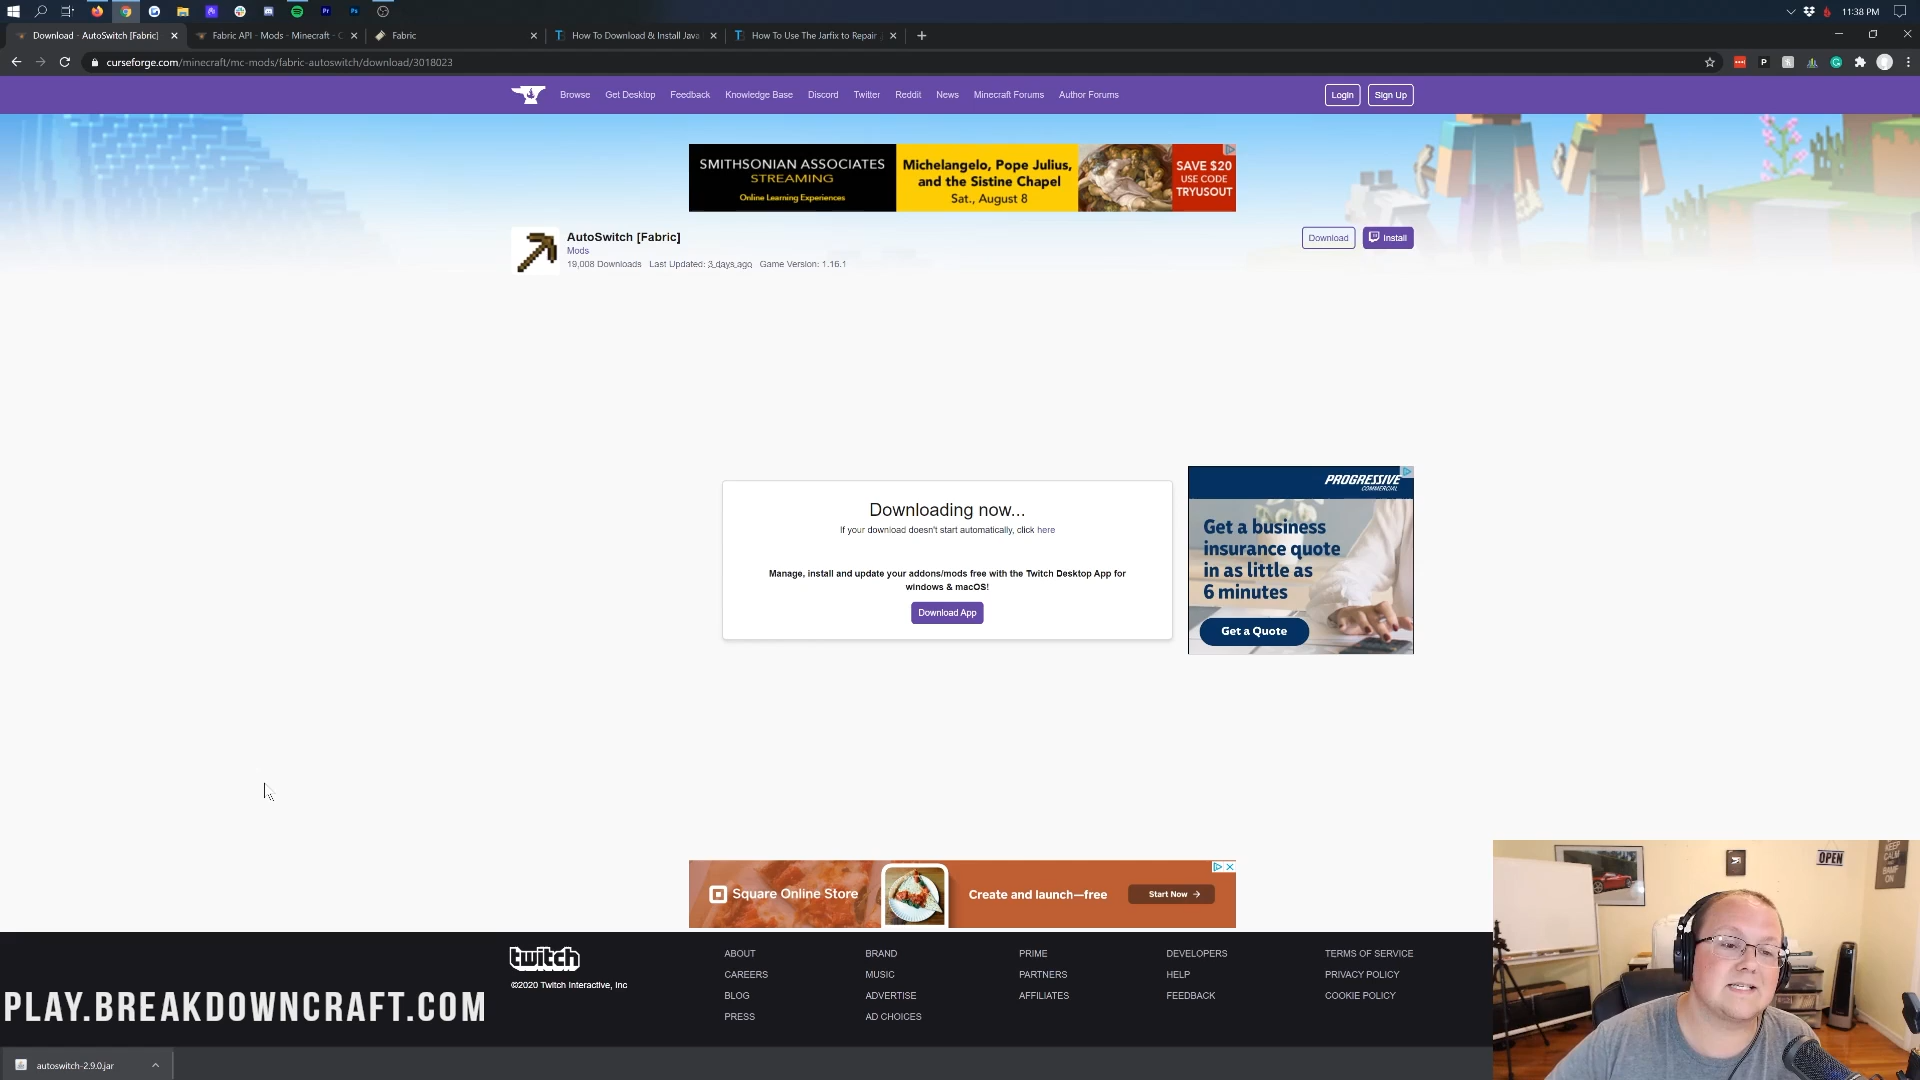 11:38 PM
Download - AutoSwitch [Fabric]
Fabric API - Mods - Minecraft - C
Fabric
How To Download & Install Java
How To Use The Jarfix to Repair
curseforge.com/minecraft/mc-mods/fabric-autoswitch/download/3018023
Browse Get Desktop Feedback Knowledge Base Discord Twitter Reddit News Minecraft Forums Author Forums Login Sign Up
SMITHSONIAN ASSOCIATES
STREAMING
Online Learning Experiences
Michelangelo, Pope Julius,
and the Sistine Chapel
Sat., August 8
SAVE $20
USE CODE
TRYUSOUT
AutoSwitch [Fabric]
Mods
19,008 Downloads Last Updated: 3 days ago Game Version: 1.16.1
Download Install
Downloading now...
If your download doesn't start automatically, click here
Manage, install and update your addons/mods free with the Twitch Desktop App for
windows & macOS!
Download App
PROGRESSIVE
COMMERCIAL
Get a business
insurance quote
in as little as
6 minutes
Get a Quote
Square Online Store
Create and launch—free
Start Now →
twitch
©2020 Twitch Interactive, Inc
ABOUT BRAND PRIME DEVELOPERS TERMS OF SERVICE
CAREERS MUSIC PARTNERS HELP PRIVACY POLICY
BLOG ADVERTISE AFFILIATES FEEDBACK COOKIE POLICY
PRESS AD CHOICES
PLAY.BREAKDOWNCRAFT.COM
autoswitch-2.9.0.jar
OPEN
KEEP
CALM
AND
BAMF
ON